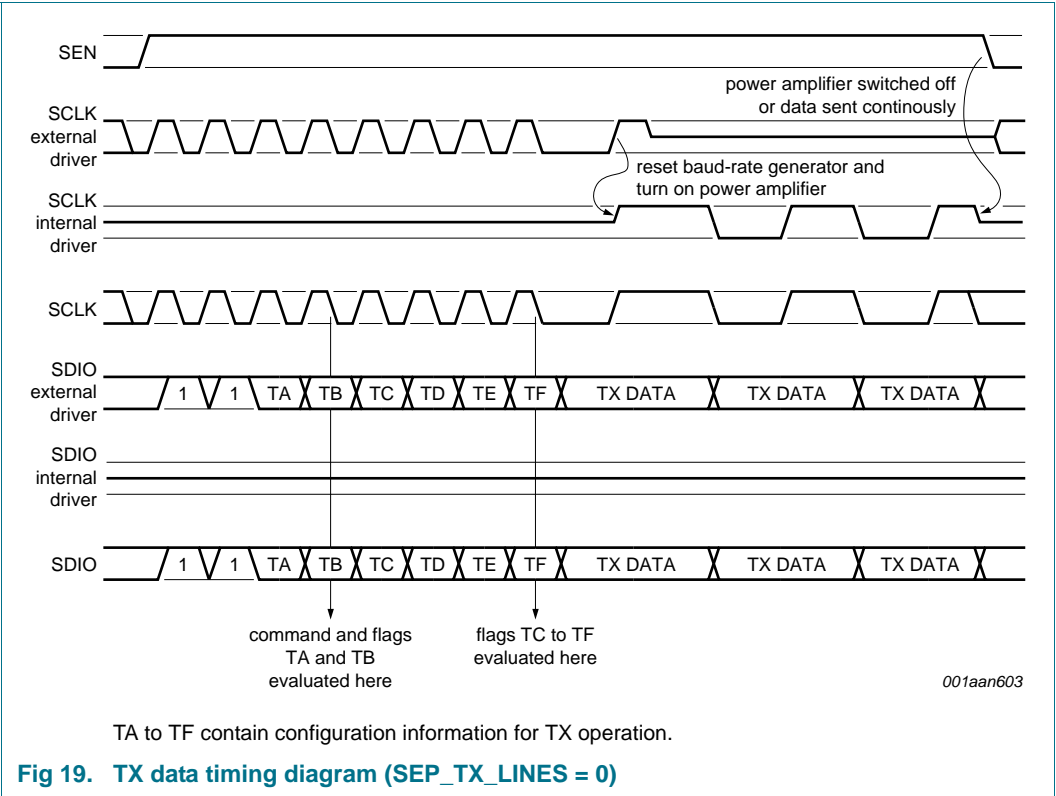 SEN
power amplifier switched off
or data sent continously
SCLK
external
driver
reset baud-rate generator and
turn on power amplifier
SCLK
internal
driver
SCLK
SDIO
external
driver
1 1 TA TB TC TD TE TF TX DATA TX DATA TX DATA
SDIO
internal
driver
SDIO 1 1 TA TB TC TD TE TF TX DATA TX DATA TX DATA
command and flags
TA and TB
evaluated here
flags TC to TF
evaluated here
001aan603
TA to TF contain configuration information for TX operation.
Fig 19. TX data timing diagram (SEP_TX_LINES = 0)